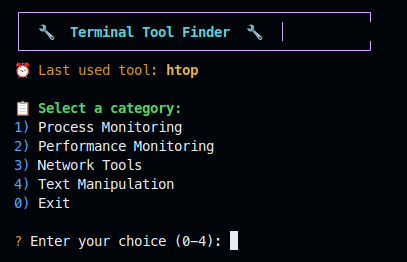 🔧 Terminal Tool Finder 🔧
⏰ Last used tool: htop
📋 Select a category:
1) Process Monitoring
2) Performance Monitoring
3) Network Tools
4) Text Manipulation
0) Exit
? Enter your choice (0–4):